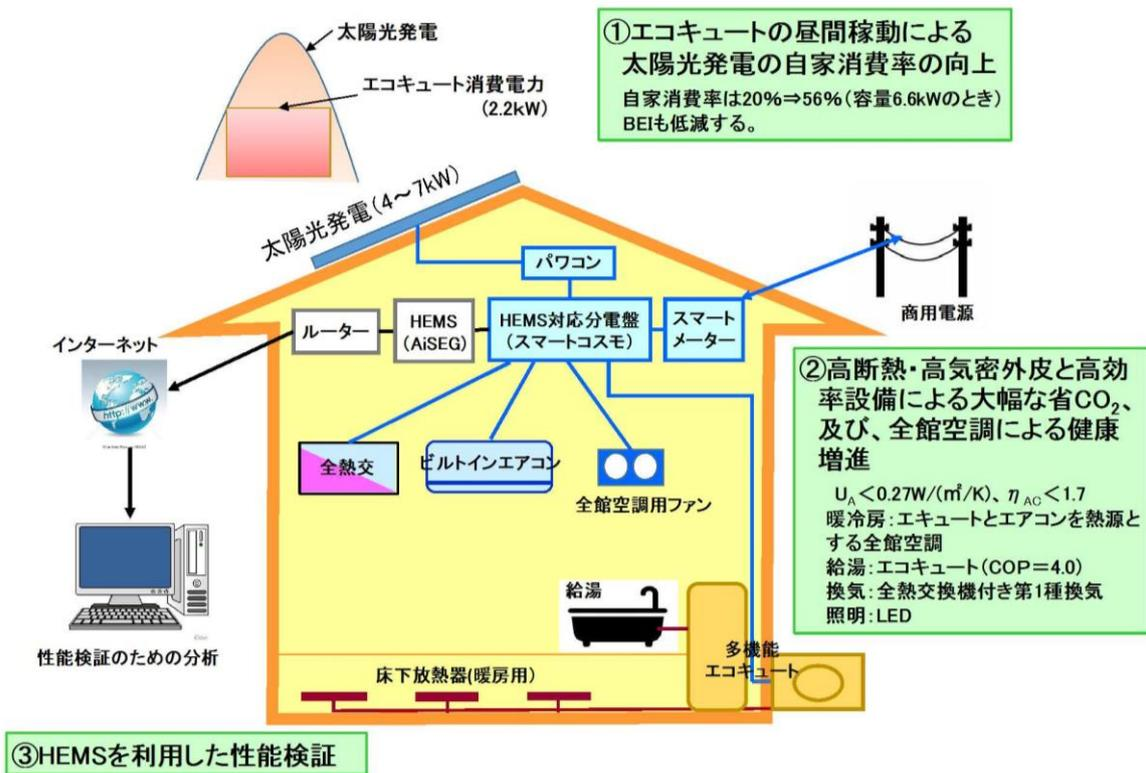 太陽光発電
エコキュート消費電力
(2.2kW)
①エコキュートの昼間稼動による
太陽光発電の自家消費率の向上
自家消費率は20%⇒56%(容量6.6kWのとき)
BEIも低減する。
太陽光発電(4～7kW)
パワコン
商用電源
インターネット
http://www.
ルーター
HEMS
(AiSEG)
HEMS対応分電盤
(スマートコスモ)
スマート
メーター
②高断熱・高気密外皮と高効
率設備による大幅な省CO₂、
及び、全館空調による健康
増進
U_A＜0.27W/(㎡/K)、η_AC＜1.7
暖冷房:エキュートとエアコンを熱源と
する全館空調
給湯:エコキュート(COP=4.0)
換気:全熱交換機付き第1種換気
照明:LED
全熱交
ビルトインエアコン
全館空調用ファン
性能検証のための分析
給湯
多機能
エコキュート
床下放熱器(暖房用)
③HEMSを利用した性能検証